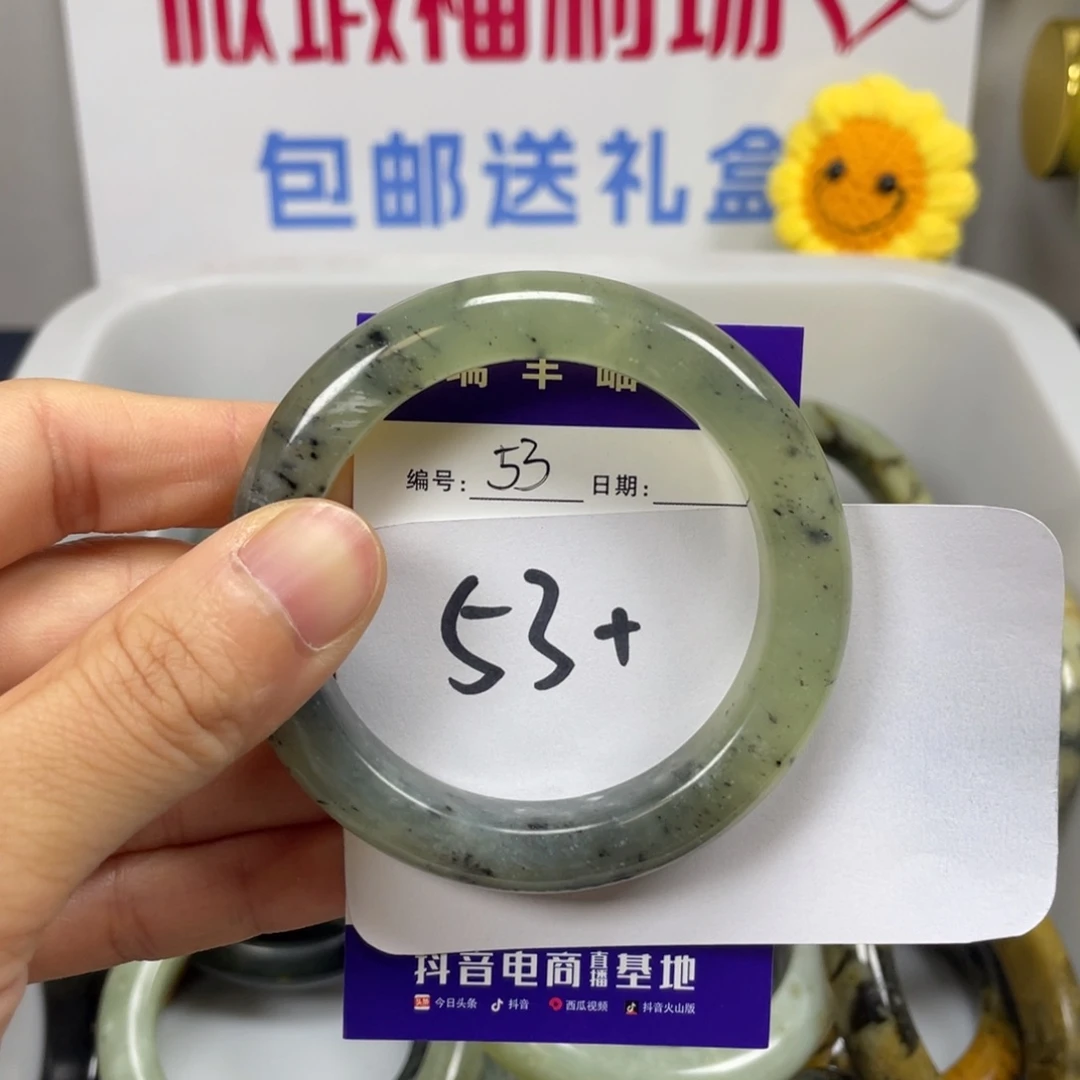 包邮送礼盒
编号: 53 日期:
53+
抖音电商直播基地
今日头条 抖音 西瓜视频 抖音火山版